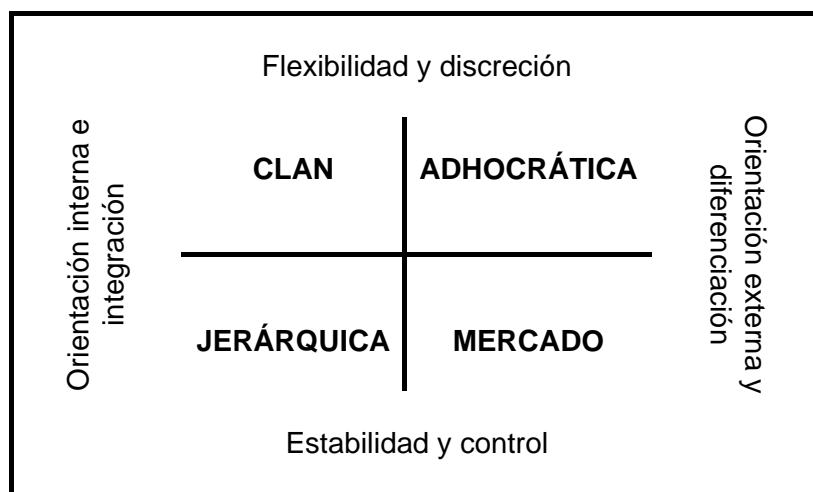 Flexibilidad y discreción
Orientación interna e
integración
CLAN
ADHOCRÁTICA
Orientación externa y
diferenciación
JERÁRQUICA
MERCADO
Estabilidad y control